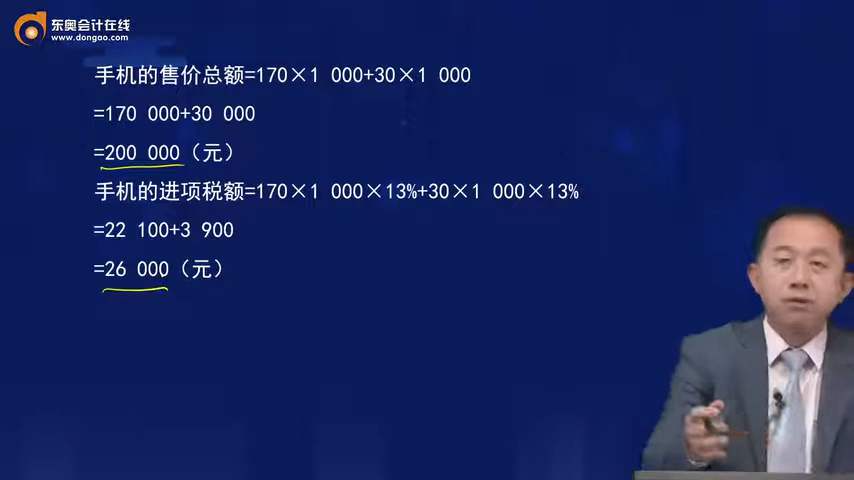 东奥会计在线
www.dongao.com
手机的售价总额=170×1 000+30×1 000
=170 000+30 000
=200 000（元）
手机的进项税额=170×1 000×13%+30×1 000×13%
=22 100+3 900
=26 000（元）